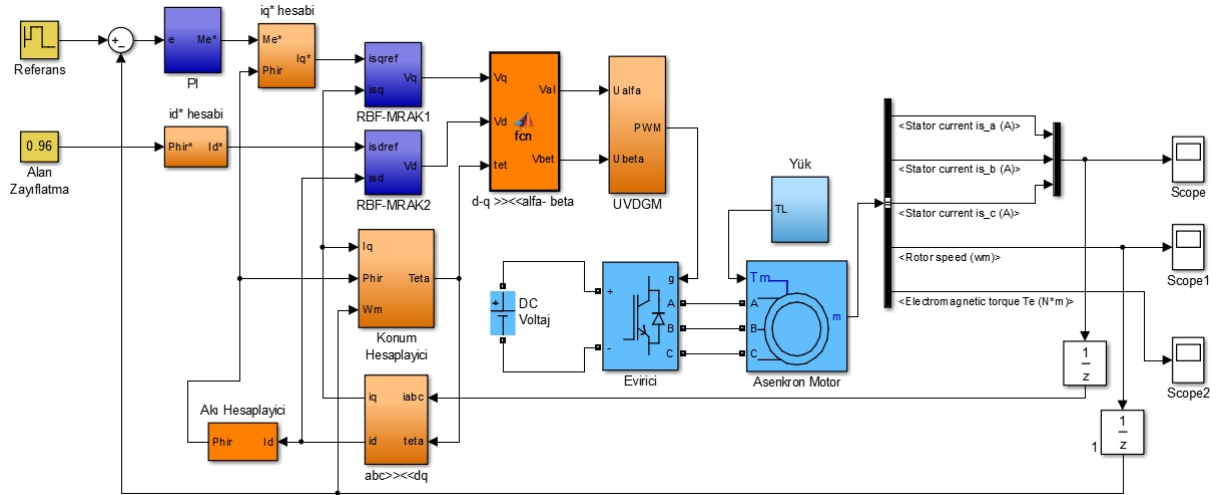 Referans
e
Me*
PI
iq* hesabi
Me*
Phir
Iq*
isqref
Vq
isq
RBF-MRAK1
0.96
Alan
Zayıflatma
id* hesabi
Phir*
Id*
isdref
Vd
isd
RBF-MRAK2
Vq
Vd
tet
fcn
Val
Vbet
d-q >><<alfa- beta
U alfa
PWM
U beta
UVDGM
Yük
TL
<Stator current is_a (A)>
<Stator current is_b (A)>
<Stator current is_c (A)>
<Rotor speed (wm)>
<Electromagnetic torque Te (N*m)>
Scope
Scope1
Scope2
Iq
Phir
Wm
Teta
Konum
Hesaplayici
DC
Voltaj
+
-
g
A
B
C
Evirici
Tm
A
B
C
m
Asenkron Motor
1
z
1
z
1
Akı Hesaplayici
Phir
Id
iq
id
iabc
teta
abc>><<dq